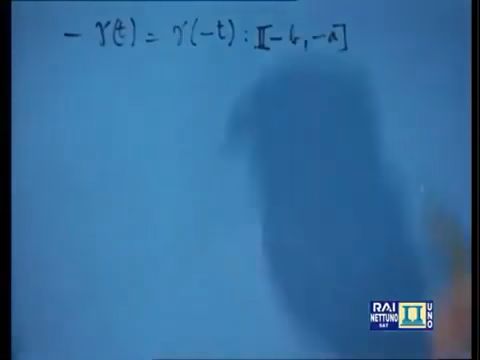 - γ(t) = γ(-t) : [-b, -a]
RAI
NETTUNO
SAT
UNO